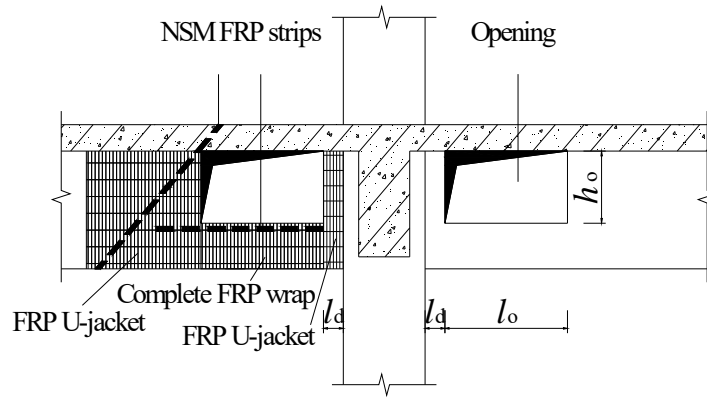 NSM FRP strips
Opening
ho
Complete FRP wrap
FRP U-jacket
FRP U-jacket
ld
ld
lo